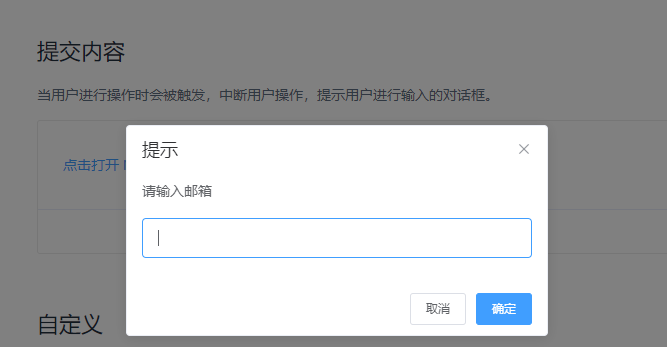 提交内容
当用户进行操作时会被触发，中断用户操作，提示用户进行输入的对话框。
点击打开
提示
请输入邮箱
取消
确定
自定义